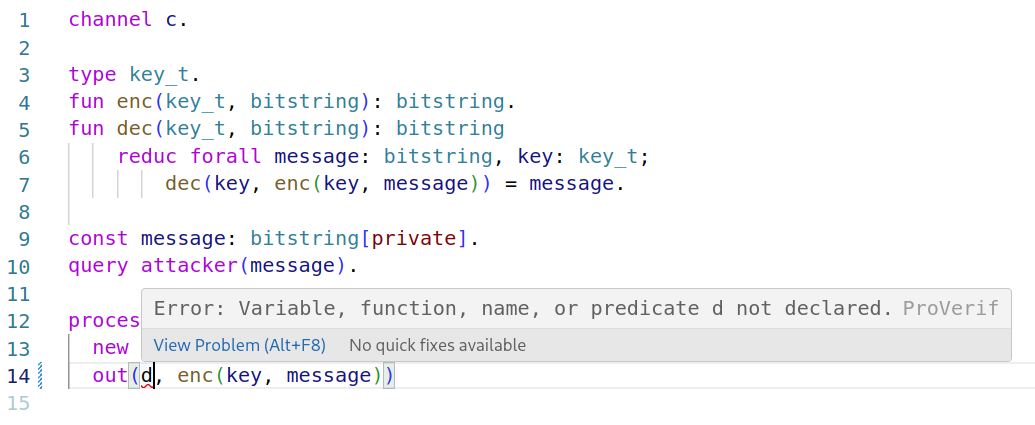 1 channel c.
2
3 type key_t.
4 fun enc(key_t, bitstring): bitstring.
5 fun dec(key_t, bitstring): bitstring
6 reduc forall message: bitstring, key: key_t;
7 dec(key, enc(key, message)) = message.
8
9 const message: bitstring[private].
10 query attacker(message).
11
Error: Variable, function, name, or predicate d not declared. ProVerif
12 proces
13 new
View Problem (Alt+F8) No quick fixes available
14 out(d, enc(key, message))
15